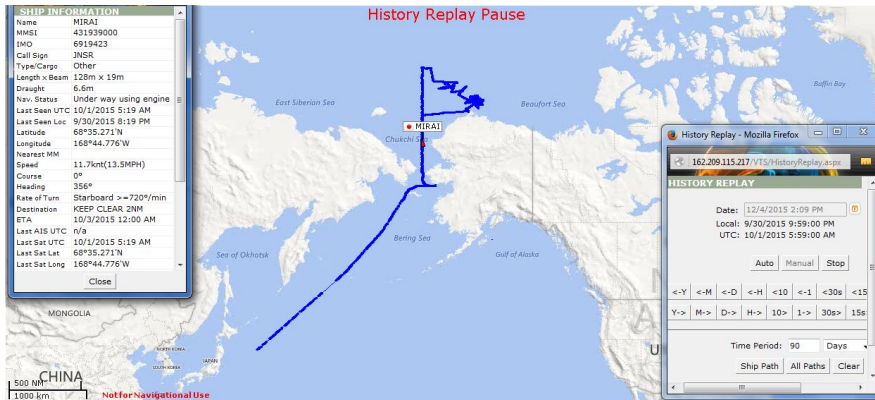 SHIP INFORMATION
Name MIRAI
MMSI 431939000
IMO 6919423
Call Sign JNSR
Type/Cargo Other
Length x Beam 128m x 19m
Draught 6.6m
Nav. Status Under way using engine
Last Seen UTC 10/1/2015 5:19 AM
Last Seen Loc 9/30/2015 8:19 PM
Latitude 68°35.271'N
Longitude 168°44.776'W
Nearest MM
Speed 11.7knt(13.5MPH)
Course 0°
Heading 356°
Rate of Turn Starboard >=720°/min
Destination KEEP CLEAR 2NM
ETA 10/3/2015 12:00 AM
Last AIS UTC n/a
Last Sat UTC 10/1/2015 5:19 AM
Last Sat Lat 68°35.271'N
Last Sat Long 168°44.776'W
Close
History Replay Pause
East Siberian Sea
Beaufort Sea
Baffin Bay
MIRAI
Chukchi Sea
Bering Sea
Sea of Okhotsk
Gulf of Alaska
MONGOLIA
NORTH KOREA
SOUTH KOREA
JAPAN
CHINA
500 NM
1000 km
Not for Navigational Use
History Replay - Mozilla Firefox
162.209.115.217/VTS/HistoryReplay.aspx
HISTORY REPLAY
Date: 12/4/2015 2:09 PM
Local: 9/30/2015 9:59:00 PM
UTC: 10/1/2015 5:59:00 AM
Auto Manual Stop
<-Y <-M <-D <-H <10 <-1 <30s <15
Y-> M-> D-> H-> 10> 1-> 30s> 15s
Time Period: 90 Days
Ship Path All Paths Clear